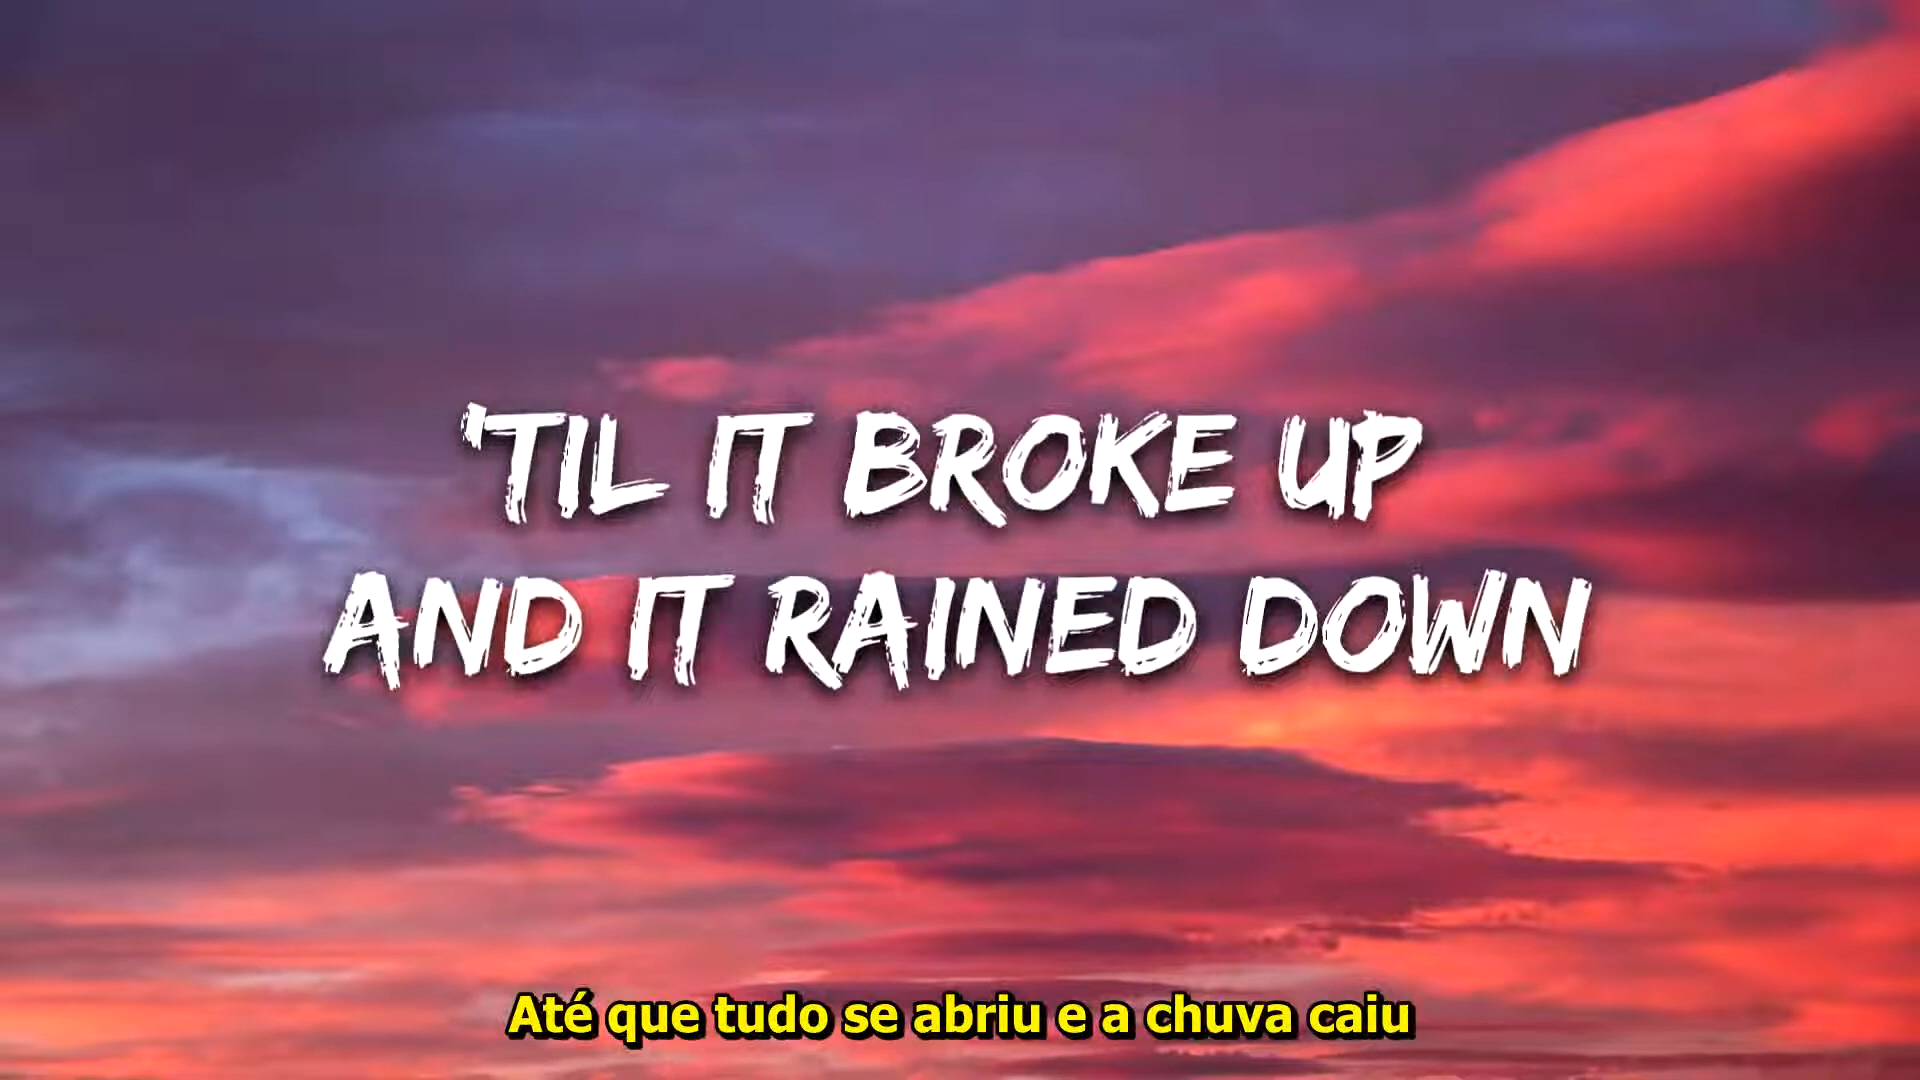 'TIL IT BROKE UP
AND IT RAINED DOWN
Até que tudo se abriu e a chuva caiu